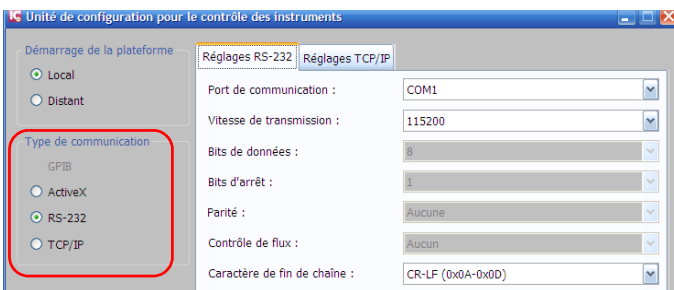 Unité de configuration pour le contrôle des instruments
Démarrage de la plateforme
Local
Distant
Type de communication
GPIB
ActiveX
RS-232
TCP/IP
Réglages RS-232 Réglages TCP/IP
Port de communication : COM1
Vitesse de transmission : 115200
Bits de données : 8
Bits d'arrêt : 1
Parité : Aucune
Contrôle de flux : Aucun
Caractère de fin de chaîne : CR-LF (0x0A-0x0D)